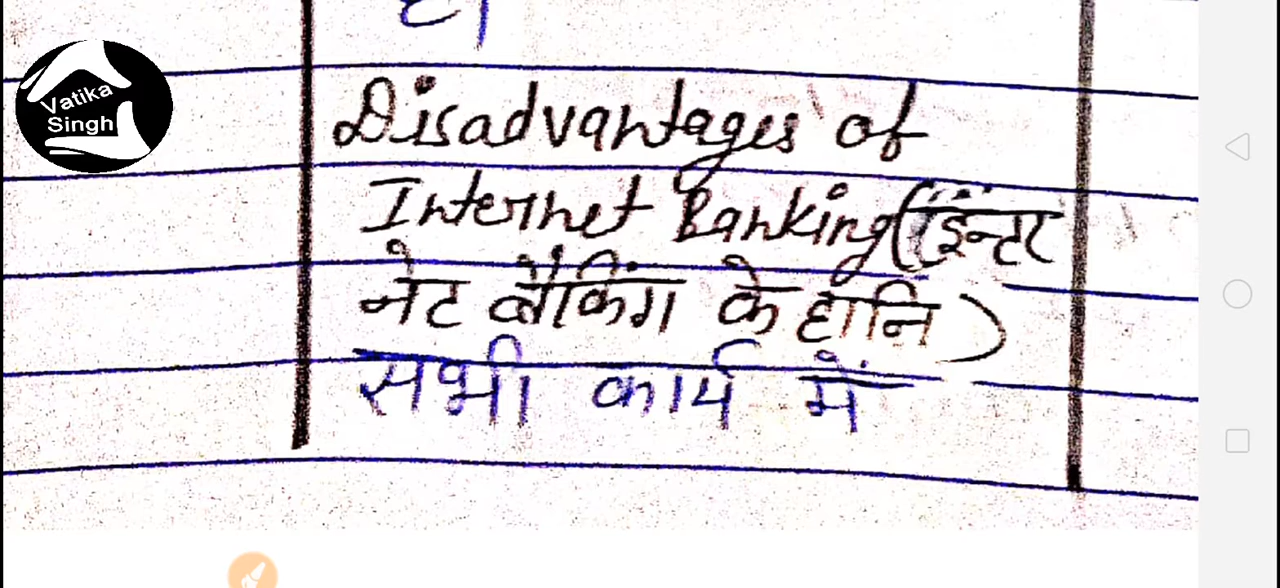 है।
Vatika
Singh
Disadvantages of
Internet Banking (इन्टर
नेट बैंकिंग के हानि)
सभी कार्य में